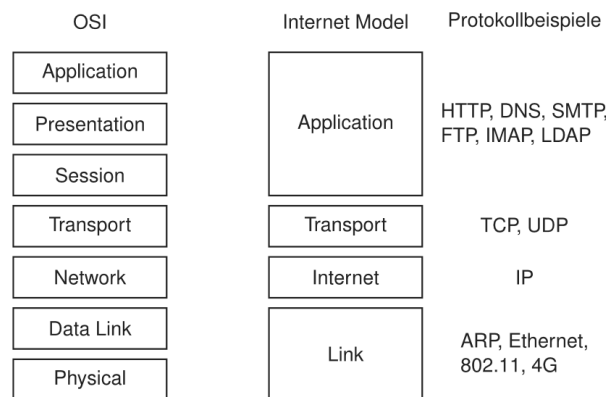 OSI
Internet Model
Protokollbeispiele
Application
Presentation
Session
Application
HTTP, DNS, SMTP,
FTP, IMAP, LDAP
Transport
Transport
TCP, UDP
Network
Internet
IP
Data Link
Physical
Link
ARP, Ethernet,
802.11, 4G